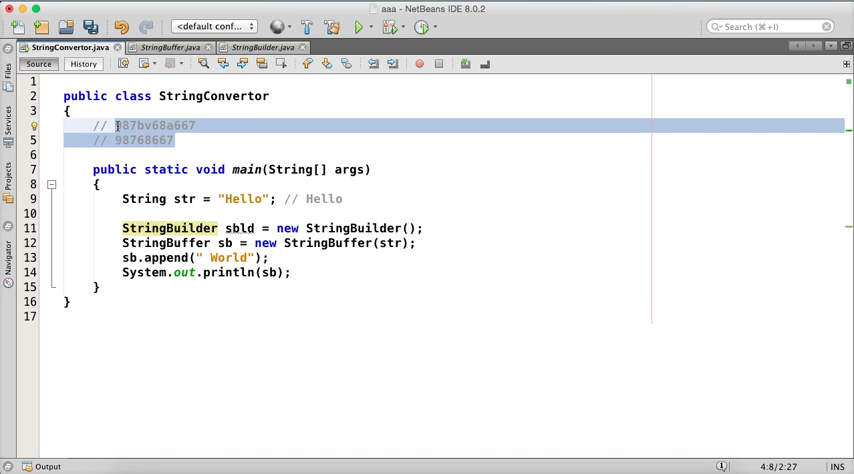 aaa - NetBeans IDE 8.0.2
<default conf...
Search (⌘+I)
StringConvertor.java
StringBuffer.java
StringBuilder.java
Source
History
Files
Services
Projects
Navigator
1
2 public class StringConvertor
3 {
// 987bv68a667
5 // 98768667
6
7 public static void main(String[] args)
8 {
9 String str = "Hello"; // Hello
10
11 StringBuilder sbld = new StringBuilder();
12 StringBuffer sb = new StringBuffer(str);
13 sb.append(" World");
14 System.out.println(sb);
15 }
16 }
17
Output
4:8/2:27
INS